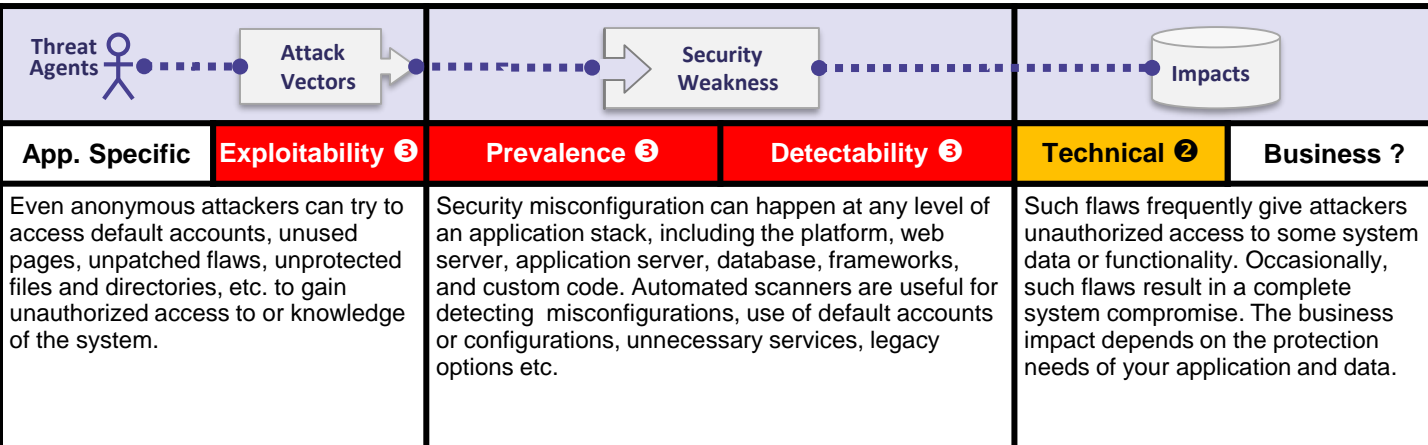 Threat
Agents
Attack
Vectors
Security
Weakness
Impacts
App. Specific
Exploitability ❸
Prevalence ❸
Detectability ❸
Technical ❷
Business ?
Even anonymous attackers can try to
access default accounts, unused
pages, unpatched flaws, unprotected
files and directories, etc. to gain
unauthorized access to or knowledge
of the system.
Security misconfiguration can happen at any level of
an application stack, including the platform, web
server, application server, database, frameworks,
and custom code. Automated scanners are useful for
detecting misconfigurations, use of default accounts
or configurations, unnecessary services, legacy
options etc.
Such flaws frequently give attackers
unauthorized access to some system
data or functionality. Occasionally,
such flaws result in a complete
system compromise. The business
impact depends on the protection
needs of your application and data.